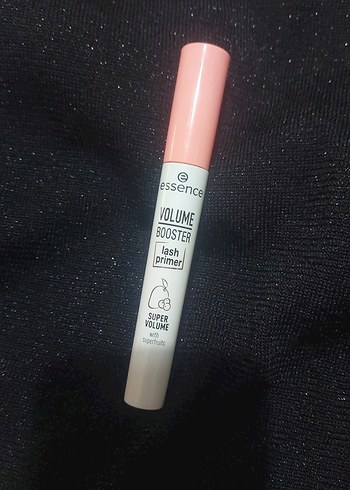 essence
VOLUME
BOOSTER
lash
primer
SUPER
VOLUME
with
superfruits